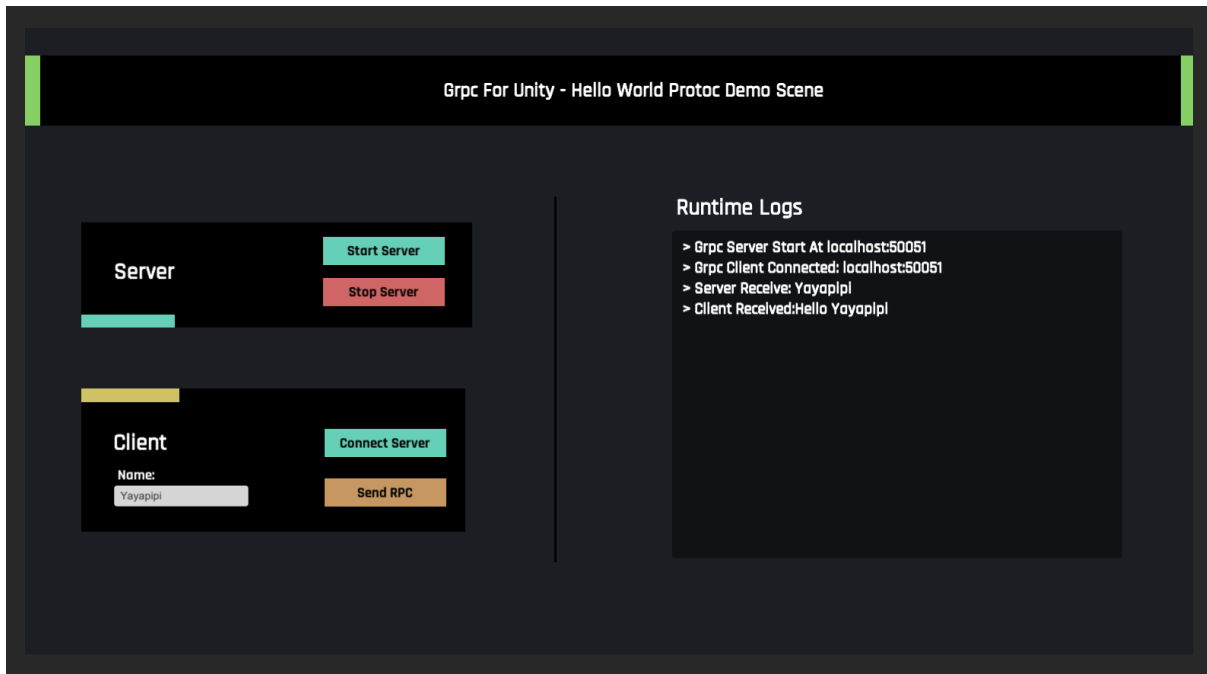 Grpc For Unity - Hello World Protoc Demo Scene
Server
Start Server
Stop Server
Client
Name:
Yayapipi
Connect Server
Send RPC
Runtime Logs
> Grpc Server Start At localhost:50051
> Grpc Client Connected: localhost:50051
> Server Receive: Yayapipi
> Client Received:Hello Yayapipi